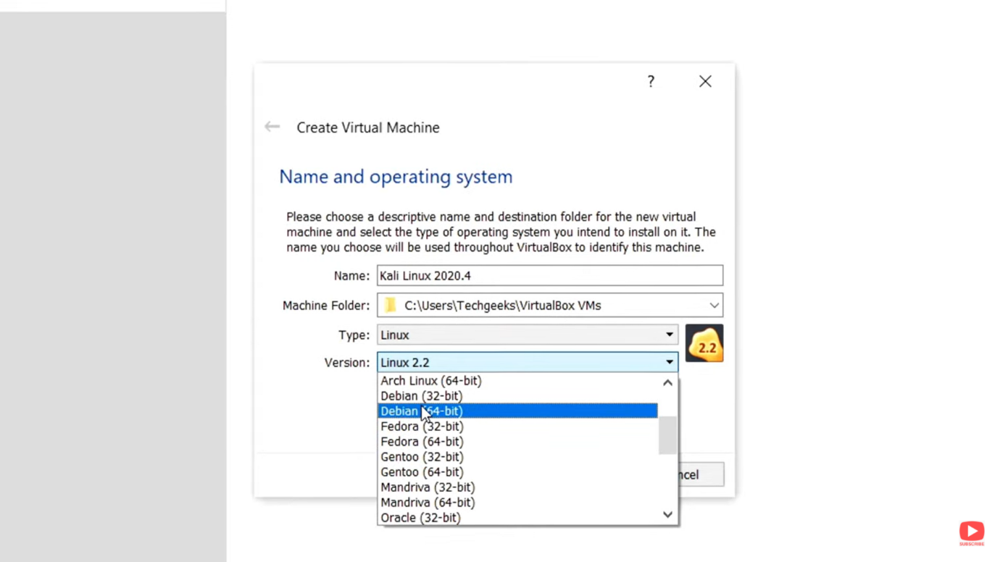 ?
Create Virtual Machine
Name and operating system
Please choose a descriptive name and destination folder for the new virtual
machine and select the type of operating system you intend to install on it. The
name you choose will be used throughout VirtualBox to identify this machine.
Name: Kali Linux 2020.4
Machine Folder: C:\Users\Techgeeks\VirtualBox VMs
Type: Linux
2.2
Version: Linux 2.2
Arch Linux (64-bit)
Debian (32-bit)
Debian (64-bit)
Fedora (32-bit)
Fedora (64-bit)
Gentoo (32-bit)
Gentoo (64-bit)
ncel
Mandriva (32-bit)
Mandriva (64-bit)
Oracle (32-bit)
SUBSCRIBE